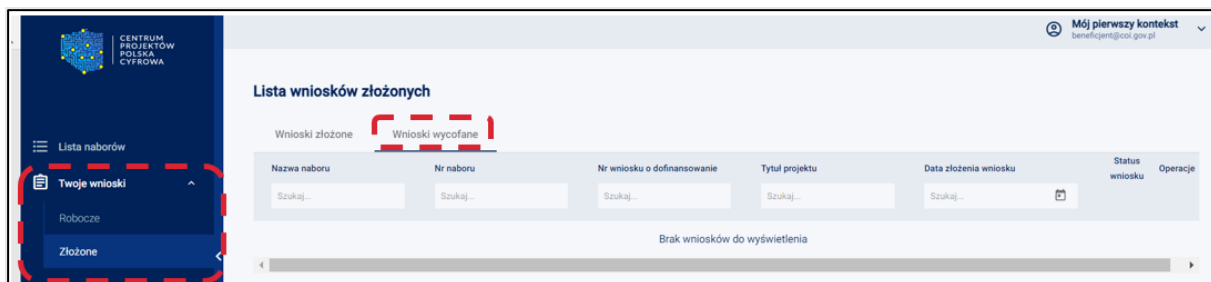 CENTRUM
PROJEKTÓW
POLSKA
CYFROWA
Mój pierwszy kontekst
beneficjent@coi.gov.pl
Lista wniosków złożonych
Wnioski złożone Wnioski wycofane
Lista naborów
Twoje wnioski
Robocze
Złożone
Nazwa naboru Nr naboru Nr wniosku o dofinansowanie Tytuł projektu Data złożenia wniosku Status wniosku Operacje
Szukaj... Szukaj... Szukaj... Szukaj... Szukaj...
Brak wniosków do wyświetlenia